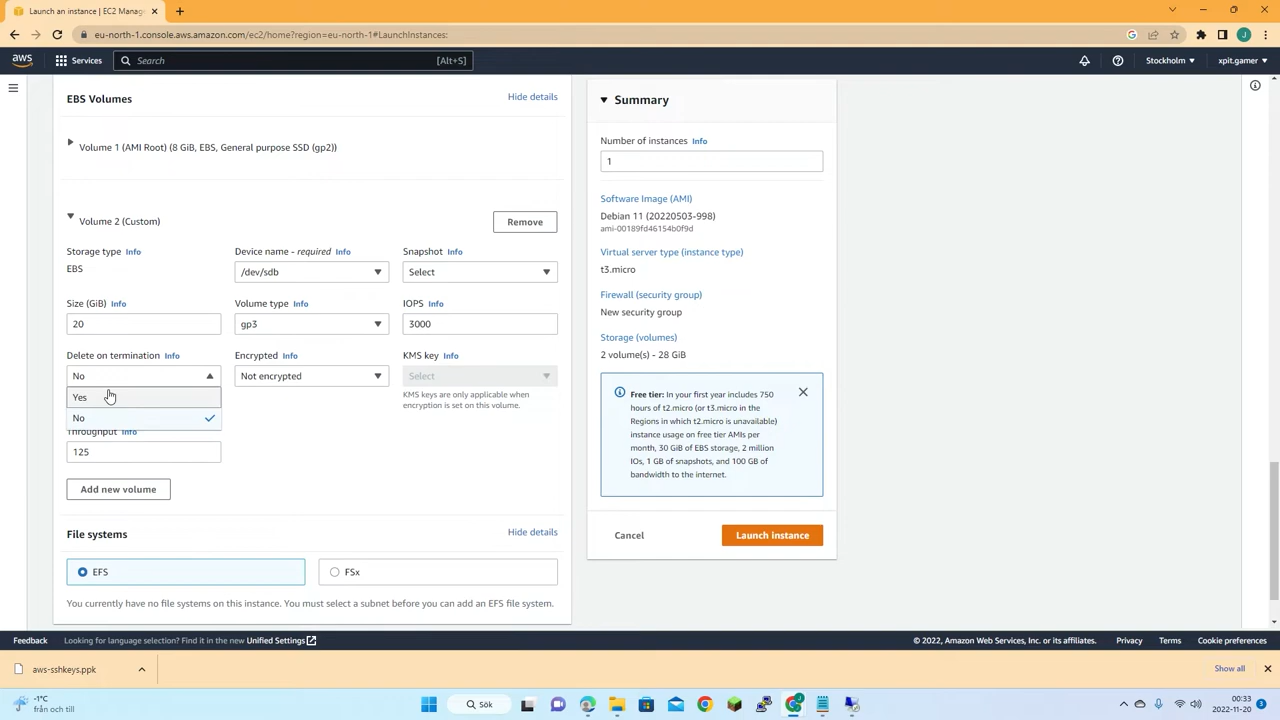 Launch an instance | EC2 Manag
eu-north-1.console.aws.amazon.com/ec2/home?region=eu-north-1#LaunchInstances:
J
aws
Services
Search
[Alt+S]
Stockholm
xpit.gamer
EBS Volumes
Hide details
Volume 1 (AMI Root) (8 GiB, EBS, General purpose SSD (gp2))
Volume 2 (Custom)
Remove
Storage type Info
Device name - required Info
Snapshot Info
EBS
/dev/sdb
Select
Size (GiB) Info
Volume type Info
IOPS Info
20
gp3
3000
Delete on termination Info
Encrypted Info
KMS key Info
No
Not encrypted
Select
Yes
KMS keys are only applicable when
encryption is set on this volume.
No
Throughput Info
125
Add new volume
File systems
Hide details
EFS
FSx
You currently have no file systems on this instance. You must select a subnet before you can add an EFS file system.
Summary
Number of instances Info
1
Software Image (AMI)
Debian 11 (20220503-998)
ami-00189fd46154b0f9d
Virtual server type (instance type)
t3.micro
Firewall (security group)
New security group
Storage (volumes)
2 volume(s) - 28 GiB
Free tier: In your first year includes 750
hours of t2.micro (or t3.micro in the
Regions in which t2.micro is unavailable)
instance usage on free tier AMIs per
month, 30 GiB of EBS storage, 2 million
IOs, 1 GB of snapshots, and 100 GB of
bandwidth to the internet.
Cancel
Launch instance
Feedback
Looking for language selection? Find it in the new Unified Settings
© 2022, Amazon Web Services, Inc. or its affiliates.
Privacy
Terms
Cookie preferences
aws-sshkeys.ppk
Show all
-1°C
från och till
Sök
00:33
2022-11-20
3